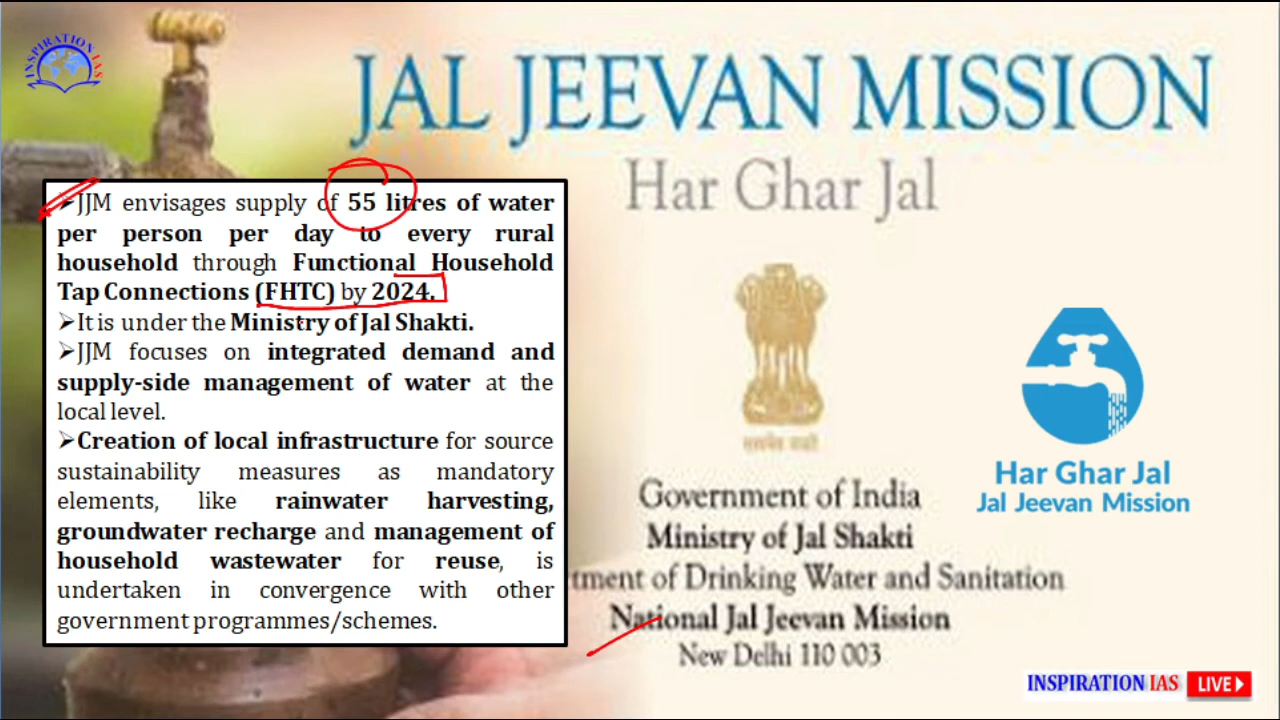 INSPIRATION IAS
JAL JEEVAN MISSION
Har Ghar Jal
➢JJM envisages supply of 55 litres of water
per person per day to every rural
household through Functional Household
Tap Connections (FHTC) by 2024.
➢It is under the Ministry of Jal Shakti.
➢JJM focuses on integrated demand and
supply-side management of water at the
local level.
➢Creation of local infrastructure for source
sustainability measures as mandatory
elements, like rainwater harvesting,
groundwater recharge and management of
household wastewater for reuse, is
undertaken in convergence with other
government programmes/schemes.
Government of India
Ministry of Jal Shakti
tment of Drinking Water and Sanitation
National Jal Jeevan Mission
New Delhi 110 003
Har Ghar Jal
Jal Jeevan Mission
INSPIRATION IAS LIVE